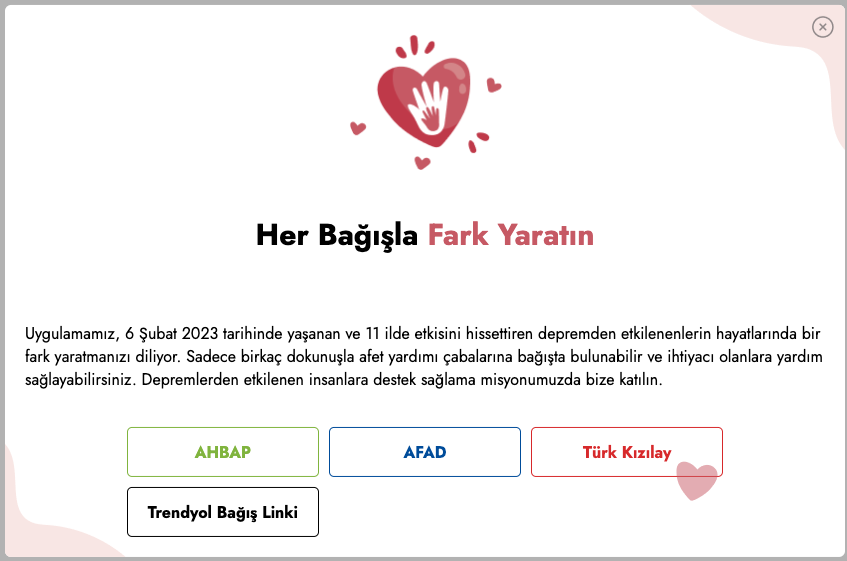 Her Bağışla Fark Yaratın
Uygulamamız, 6 Şubat 2023 tarihinde yaşanan ve 11 ilde etkisini hissettiren depremden etkilenenlerin hayatlarında bir
fark yaratmanızı diliyor. Sadece birkaç dokunuşla afet yardımı çabalarına bağışta bulunabilir ve ihtiyacı olanlara yardım
sağlayabilirsiniz. Depremlerden etkilenen insanlara destek sağlama misyonumuzda bize katılın.
AHBAP AFAD Türk Kızılay
Trendyol Bağış Linki